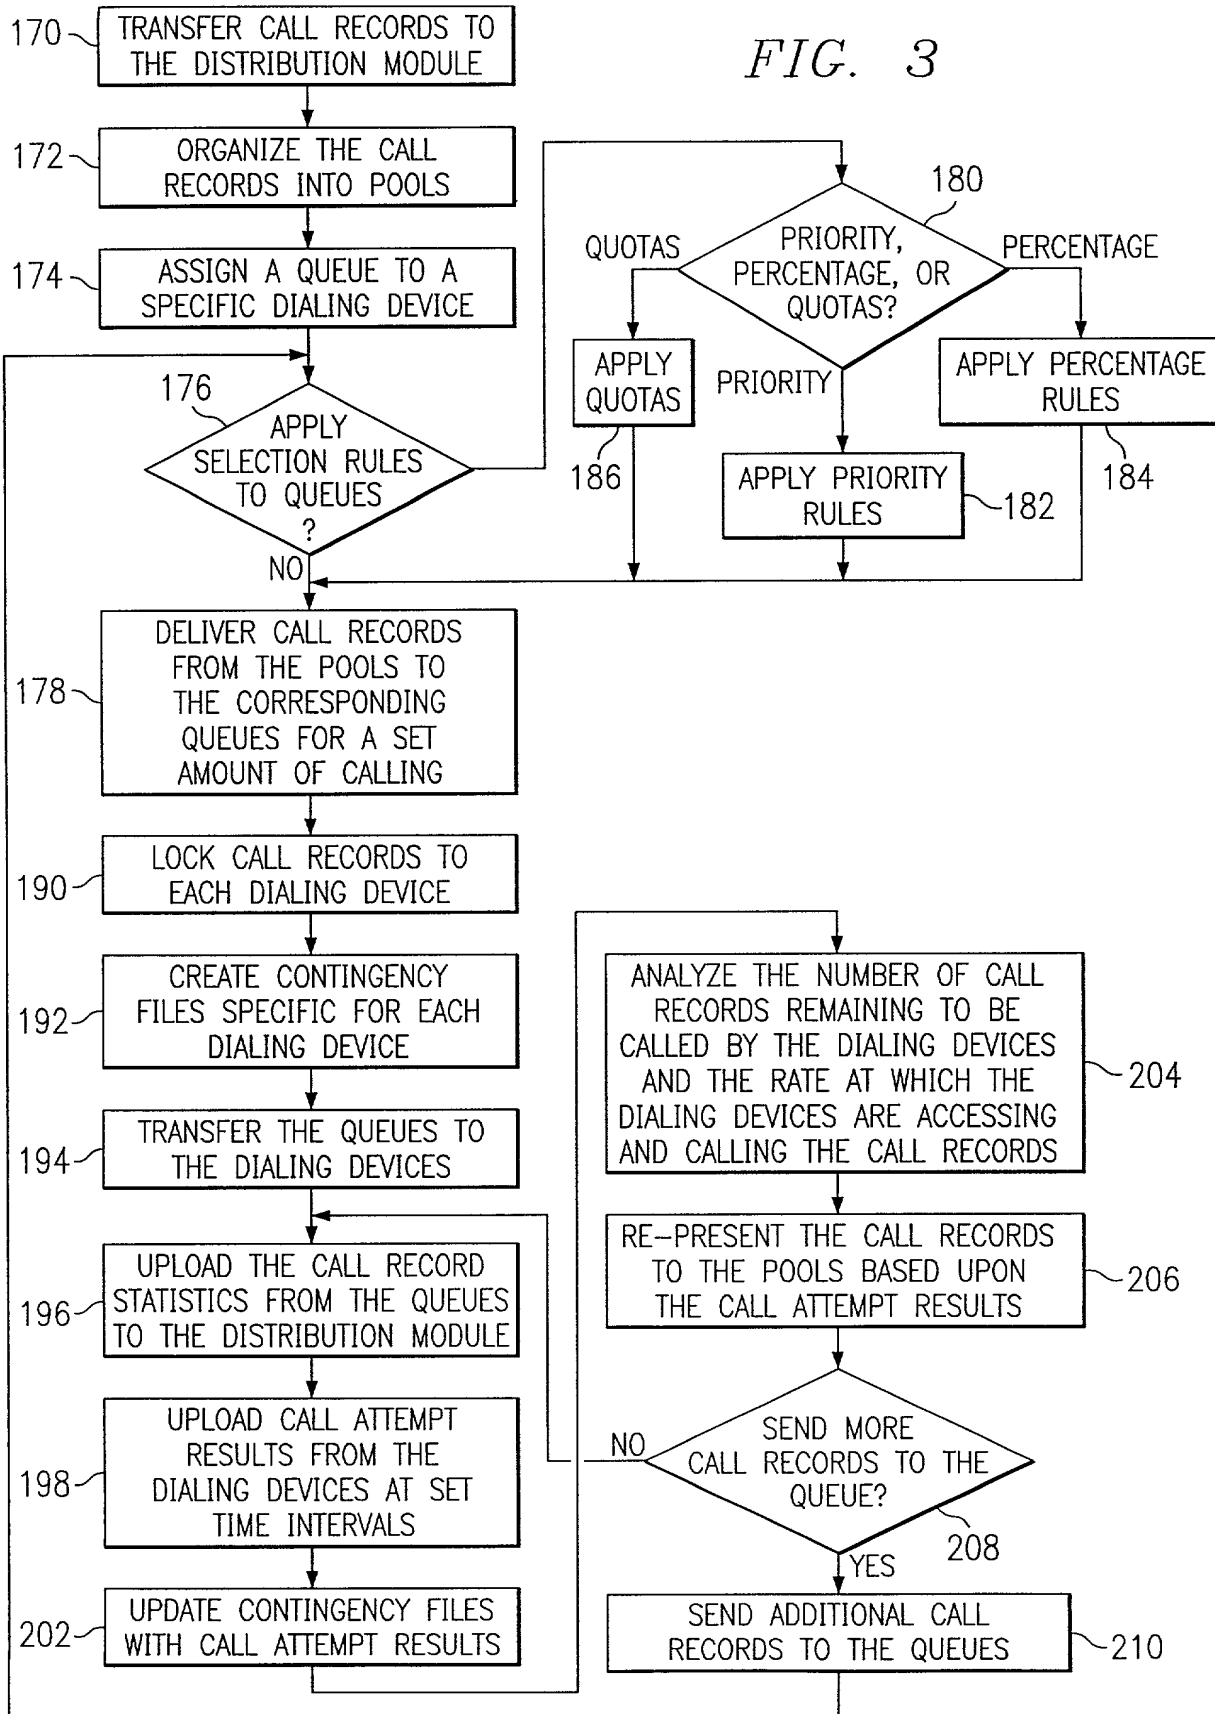 FIG. 3
170
TRANSFER CALL RECORDS TO
THE DISTRIBUTION MODULE
172
ORGANIZE THE CALL
RECORDS INTO POOLS
174
ASSIGN A QUEUE TO A
SPECIFIC DIALING DEVICE
176
APPLY
SELECTION RULES
TO QUEUES
?
NO
180
PRIORITY,
PERCENTAGE, OR
QUOTAS?
QUOTAS
PERCENTAGE
PRIORITY
APPLY
QUOTAS
186
APPLY PRIORITY
RULES
182
APPLY PERCENTAGE
RULES
184
178
DELIVER CALL RECORDS
FROM THE POOLS TO
THE CORRESPONDING
QUEUES FOR A SET
AMOUNT OF CALLING
190
LOCK CALL RECORDS TO
EACH DIALING DEVICE
192
CREATE CONTINGENCY
FILES SPECIFIC FOR EACH
DIALING DEVICE
194
TRANSFER THE QUEUES TO
THE DIALING DEVICES
196
UPLOAD THE CALL RECORD
STATISTICS FROM THE QUEUES
TO THE DISTRIBUTION MODULE
198
UPLOAD CALL ATTEMPT
RESULTS FROM THE
DIALING DEVICES AT SET
TIME INTERVALS
202
UPDATE CONTINGENCY FILES
WITH CALL ATTEMPT RESULTS
ANALYZE THE NUMBER OF CALL
RECORDS REMAINING TO BE
CALLED BY THE DIALING DEVICES
AND THE RATE AT WHICH THE
DIALING DEVICES ARE ACCESSING
AND CALLING THE CALL RECORDS
204
RE-PRESENT THE CALL RECORDS
TO THE POOLS BASED UPON
THE CALL ATTEMPT RESULTS
206
SEND MORE
CALL RECORDS TO THE
QUEUE?
NO
208
YES
SEND ADDITIONAL CALL
RECORDS TO THE QUEUES
210